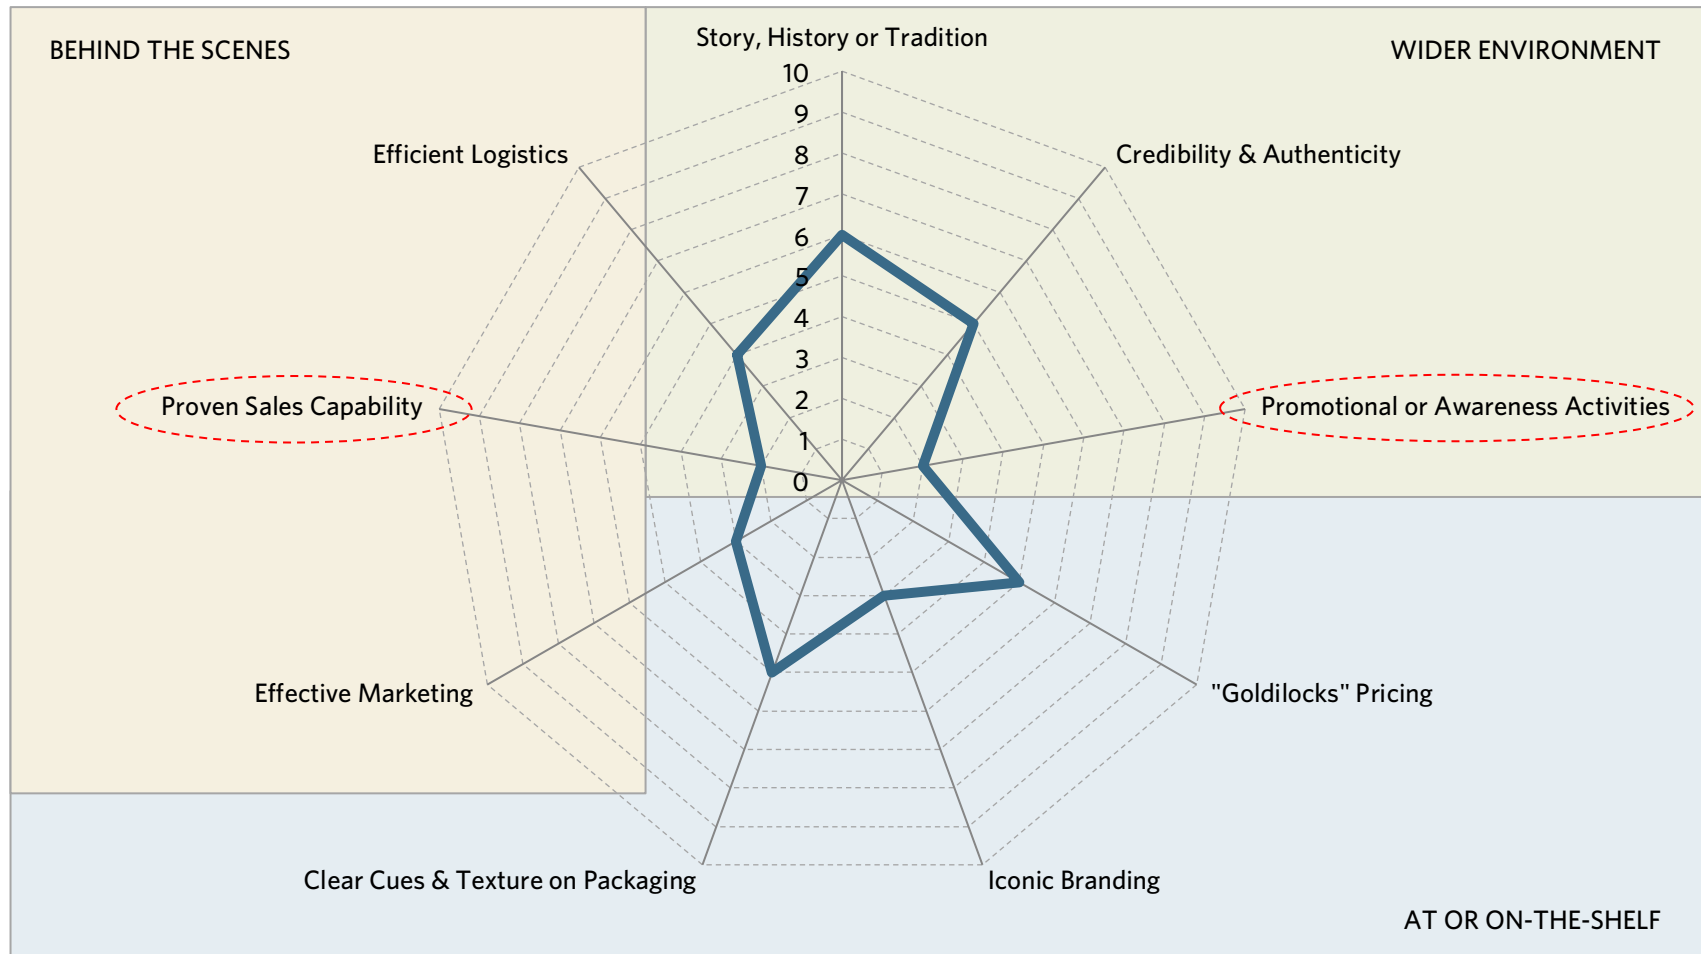 BEHIND THE SCENES
Story, History or Tradition
WIDER ENVIRONMENT
10
9
8
7
6
5
4
3
2
1
0
Efficient Logistics
Credibility & Authenticity
Proven Sales Capability
Promotional or Awareness Activities
Effective Marketing
"Goldilocks" Pricing
Clear Cues & Texture on Packaging
Iconic Branding
AT OR ON-THE-SHELF